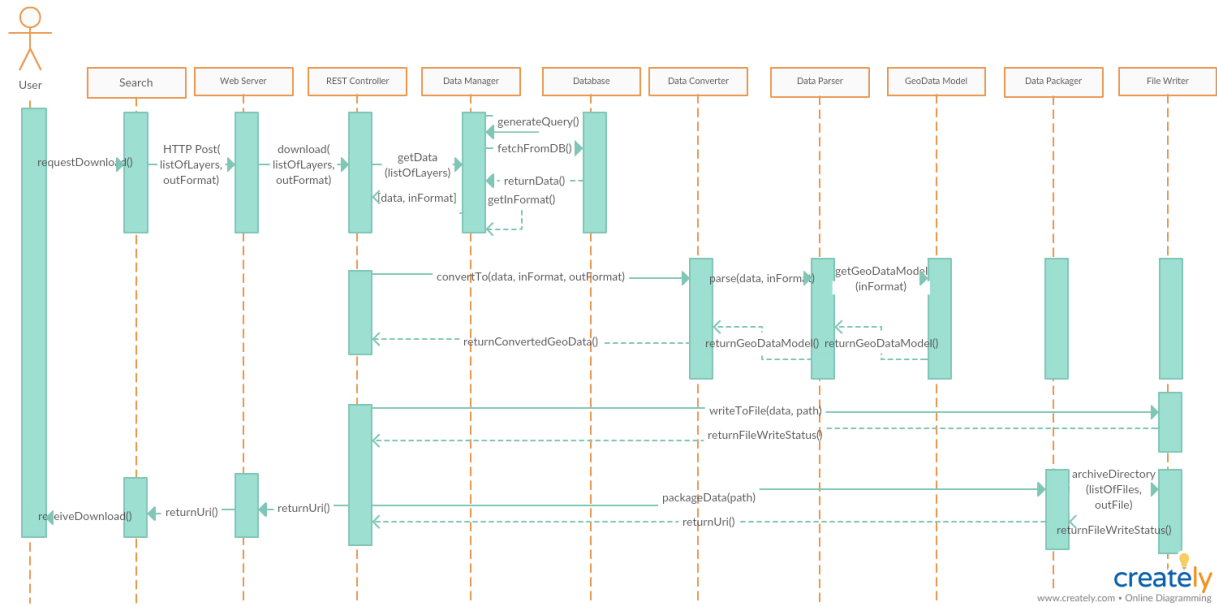 User
Search
Web Server
REST Controller
Data Manager
Database
Data Converter
Data Parser
GeoData Model
Data Packager
File Writer
generateQuery()
requestDownload()
HTTP Post(
listOfLayers,
outFormat)
download(
listOfLayers,
outFormat)
getData
(listOfLayers)
fetchFromDB()
returnData()
[data, inFormat]
getInFormat()
convertTo(data, inFormat, outFormat)
parse(data, inFormat)
getGeoDataModel
(inFormat)
returnConvertedGeoData()
returnGeoDataModel()
returnGeoDataModel()
writeToFile(data, path)
returnFileWriteStatus()
archiveDirectory
(listOfFiles,
outFile)
packageData(path)
receiveDownload()
returnUri()
returnUri()
returnUri()
returnFileWriteStatus()
creately
www.creately.com • Online Diagramming